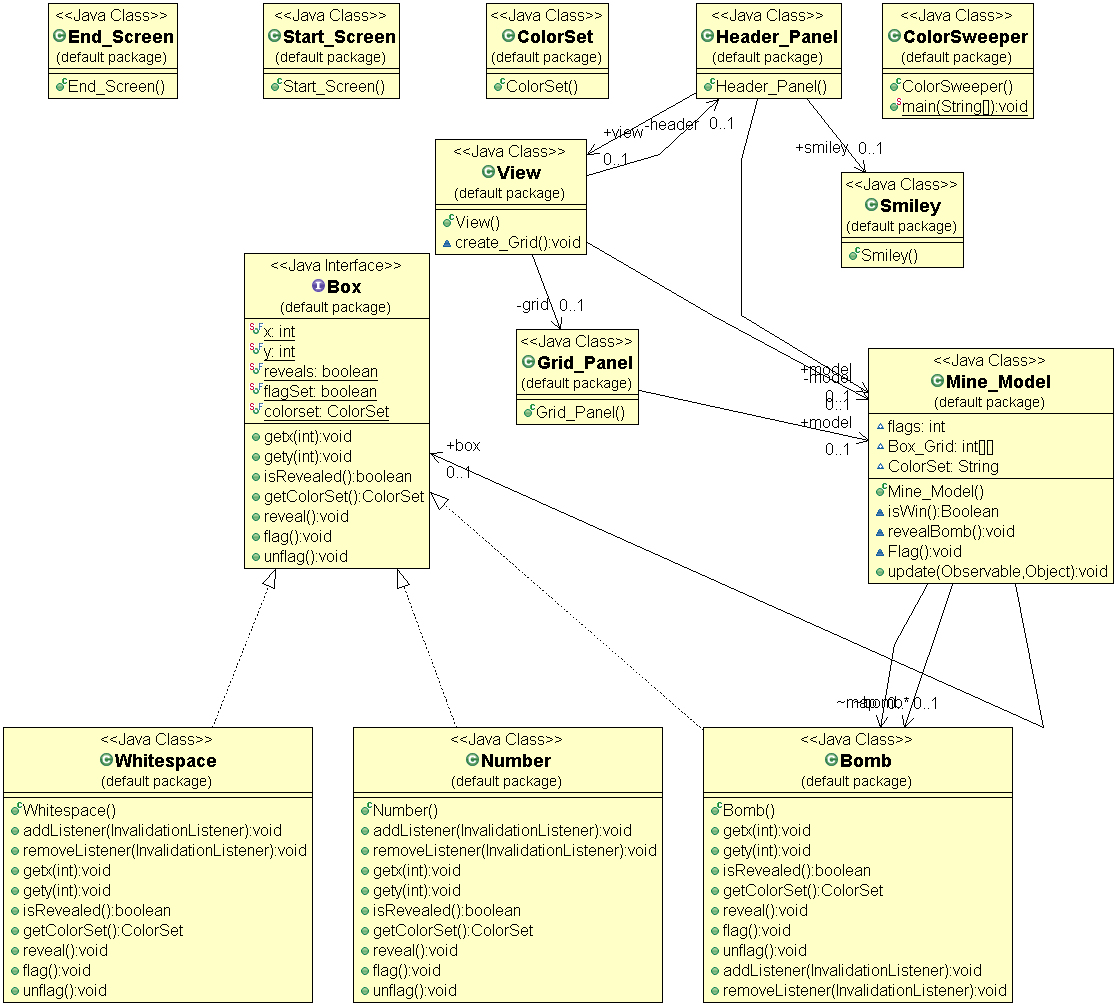 <<Java Class>>
End_Screen
(default package)
End_Screen()
<<Java Class>>
Start_Screen
(default package)
Start_Screen()
<<Java Class>>
ColorSet
(default package)
ColorSet()
<<Java Class>>
Header_Panel
(default package)
Header_Panel()
<<Java Class>>
ColorSweeper
(default package)
ColorSweeper()
main(String[]):void
+view
0..1
-header
0..1
+smiley
0..1
<<Java Class>>
View
(default package)
View()
create_Grid():void
<<Java Class>>
Smiley
(default package)
Smiley()
<<Java Interface>>
Box
(default package)
x: int
y: int
reveals: boolean
flagSet: boolean
colorset: ColorSet
getx(int):void
gety(int):void
isRevealed():boolean
getColorSet():ColorSet
reveal():void
flag():void
unflag():void
-grid
0..1
<<Java Class>>
Grid_Panel
(default package)
Grid_Panel()
+model
-model
0..1
0..1
+model
0..1
<<Java Class>>
Mine_Model
(default package)
flags: int
Box_Grid: int[][]
ColorSet: String
Mine_Model()
isWin():Boolean
revealBomb():void
Flag():void
update(Observable,Object):void
+box
0..1
~map
~bomb
0..*
0..1
<<Java Class>>
Whitespace
(default package)
Whitespace()
addListener(InvalidationListener):void
removeListener(InvalidationListener):void
getx(int):void
gety(int):void
isRevealed():boolean
getColorSet():ColorSet
reveal():void
flag():void
unflag():void
<<Java Class>>
Number
(default package)
Number()
addListener(InvalidationListener):void
removeListener(InvalidationListener):void
getx(int):void
gety(int):void
isRevealed():boolean
getColorSet():ColorSet
reveal():void
flag():void
unflag():void
<<Java Class>>
Bomb
(default package)
Bomb()
getx(int):void
gety(int):void
isRevealed():boolean
getColorSet():ColorSet
reveal():void
flag():void
unflag():void
addListener(InvalidationListener):void
removeListener(InvalidationListener):void